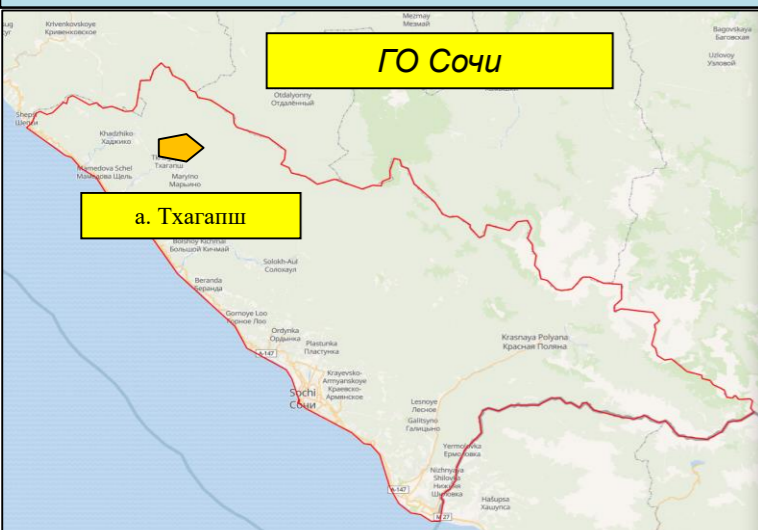 Krivenkovskoye
Кривенковское
Mezmay
Мезмай
Bagovskaya
Баговская
ГО Сочи
Uzlovoy
Узловой
Otdalyonny
Отдалённый
Khadzhiko
Хаджико
Тхагапш
Mamedova Schel
Мамедова Щель
Maryino
Марьино
а. Тхагапш
Bolshoy Kichmai
Большой Кичмай
Solokh-Aul
Солохаул
Beranda
Беранда
Gornoye Loo
Горное Лоо
Ordynka
Ордынка
Plastunka
Пластунка
А-147
Krasnaya Polyana
Красная Поляна
Krayevsko-
Armyanskoye
Краевско-
Армянское
Sochi
Сочи
Lesnoye
Лесное
Galitsyno
Галицыно
Yermolovka
Ермоловка
Nizhnyaya
Shilovka
Нижняя
Шиловка
А-147
Хашупса